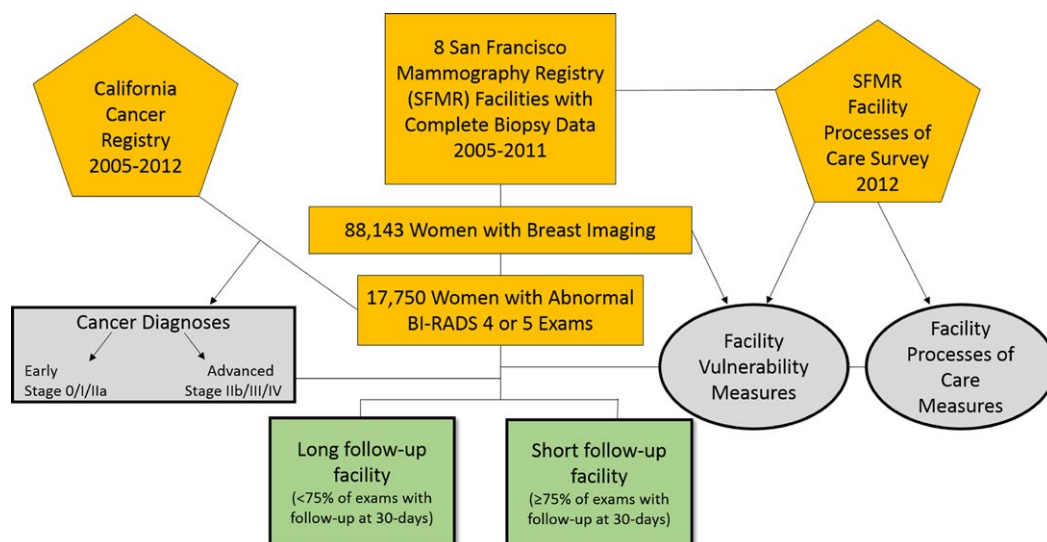 California
Cancer
Registry
2005-2012
8 San Francisco
Mammography Registry
(SFMR) Facilities with
Complete Biopsy Data
2005-2011
SFMR
Facility
Processes of
Care Survey
2012
88,143 Women with Breast Imaging
17,750 Women with Abnormal
BI-RADS 4 or 5 Exams
Cancer Diagnoses
Early
Stage 0/I/IIa
Advanced
Stage IIb/III/IV
Facility
Vulnerability
Measures
Facility
Processes of
Care
Measures
Long follow-up
facility
(<75% of exams with
follow-up at 30-days)
Short follow-up
facility
(≥75% of exams with
follow-up at 30-days)